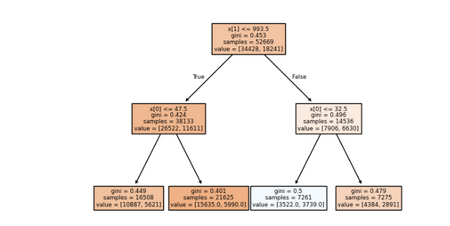 x[1] <= 993.5
gini = 0.453
samples = 52669
value = [34428, 18241]
True
False
x[0] <= 47.5
gini = 0.424
samples = 38133
value = [26522, 11611]
x[0] <= 32.5
gini = 0.496
samples = 14536
value = [7906, 6630]
gini = 0.449
samples = 16508
value = [10887, 5621]
gini = 0.401
samples = 21625
value = [15635.0, 5990.0]
gini = 0.5
samples = 7261
value = [3522.0, 3739.0]
gini = 0.479
samples = 7275
value = [4384, 2891]